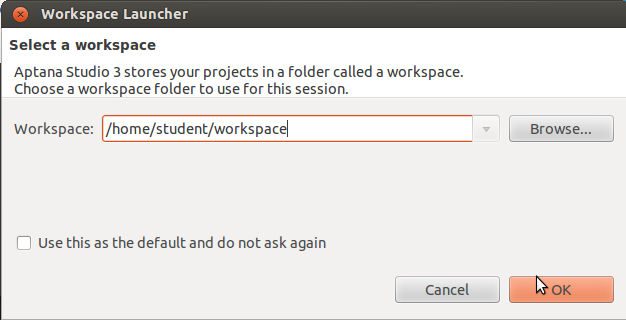 Workspace Launcher
Select a workspace
Aptana Studio 3 stores your projects in a folder called a workspace.
Choose a workspace folder to use for this session.
Workspace: /home/student/workspace Browse...
Use this as the default and do not ask again
Cancel OK